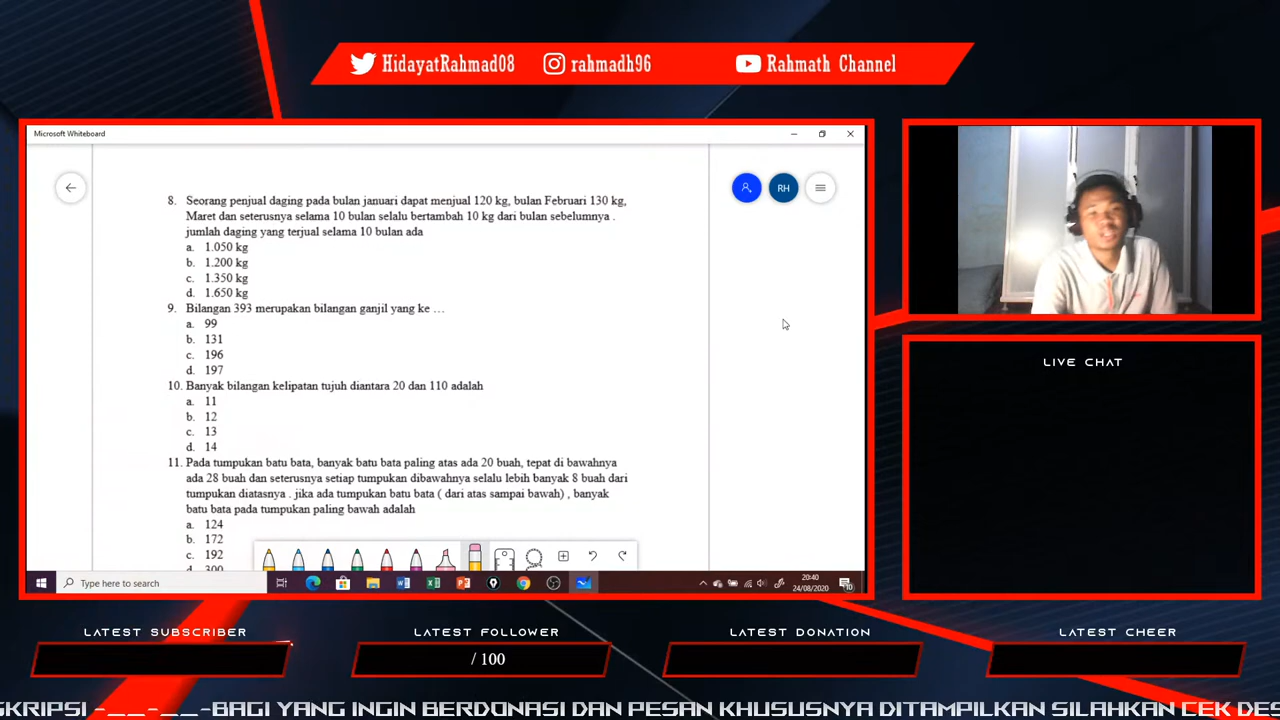 HidayatRahmad08 rahmadh96 Rahmath Channel
Microsoft Whiteboard
RH
8. Seorang penjual daging pada bulan januari dapat menjual 120 kg, bulan Februari 130 kg,
Maret dan seterusnya selama 10 bulan selalu bertambah 10 kg dari bulan sebelumnya .
jumlah daging yang terjual selama 10 bulan ada
a. 1.050 kg
b. 1.200 kg
c. 1.350 kg
d. 1.650 kg
9. Bilangan 393 merupakan bilangan ganjil yang ke …
a. 99
b. 131
c. 196
d. 197
10. Banyak bilangan kelipatan tujuh diantara 20 dan 110 adalah
a. 11
b. 12
c. 13
d. 14
11. Pada tumpukan batu bata, banyak batu bata paling atas ada 20 buah, tepat di bawahnya
ada 28 buah dan seterusnya setiap tumpukan dibawahnya selalu lebih banyak 8 buah dari
tumpukan diatasnya . jika ada tumpukan batu bata ( dari atas sampai bawah) , banyak
batu bata pada tumpukan paling bawah adalah
a. 124
b. 172
c. 192
d. 300
Type here to search
20:40
24/08/2020
LIVE CHAT
LATEST SUBSCRIBER LATEST FOLLOWER LATEST DONATION LATEST CHEER
/ 100
SKRIPSI -__-__-BAGI YANG INGIN BERDONASI DAN PESAN KHUSUSNYA DITAMPILKAN SILAHKAN CEK DES